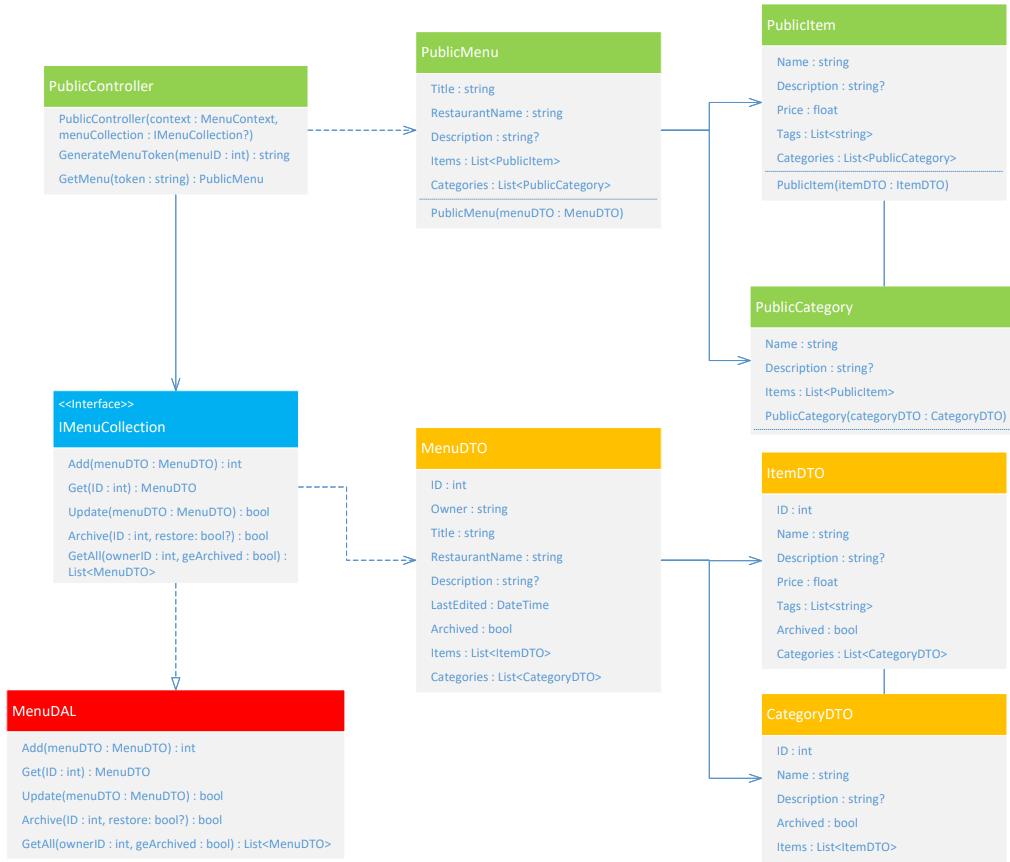 PublicController
PublicController(context : MenuContext,
menuCollection : IMenuCollection?)
GenerateMenuToken(menuID : int) : string
GetMenu(token : string) : PublicMenu
PublicMenu
Title : string
RestaurantName : string
Description : string?
Items : List<PublicItem>
Categories : List<PublicCategory>
PublicMenu(menuDTO : MenuDTO)
PublicItem
Name : string
Description : string?
Price : float
Tags : List<string>
Categories : List<PublicCategory>
PublicItem(itemDTO : ItemDTO)
PublicCategory
Name : string
Description : string?
Items : List<PublicItem>
PublicCategory(categoryDTO : CategoryDTO)
<<Interface>>
IMenuCollection
Add(menuDTO : MenuDTO) : int
Get(ID : int) : MenuDTO
Update(menuDTO : MenuDTO) : bool
Archive(ID : int, restore: bool?) : bool
GetAll(ownerID : int, geArchived : bool) :
List<MenuDTO>
MenuDTO
ID : int
Owner : string
Title : string
RestaurantName : string
Description : string?
LastEdited : DateTime
Archived : bool
Items : List<ItemDTO>
Categories : List<CategoryDTO>
ItemDTO
ID : int
Name : string
Description : string?
Price : float
Tags : List<string>
Archived : bool
Categories : List<CategoryDTO>
MenuDAL
Add(menuDTO : MenuDTO) : int
Get(ID : int) : MenuDTO
Update(menuDTO : MenuDTO) : bool
Archive(ID : int, restore: bool?) : bool
GetAll(ownerID : int, geArchived : bool) : List<MenuDTO>
CategoryDTO
ID : int
Name : string
Description : string?
Archived : bool
Items : List<ItemDTO>